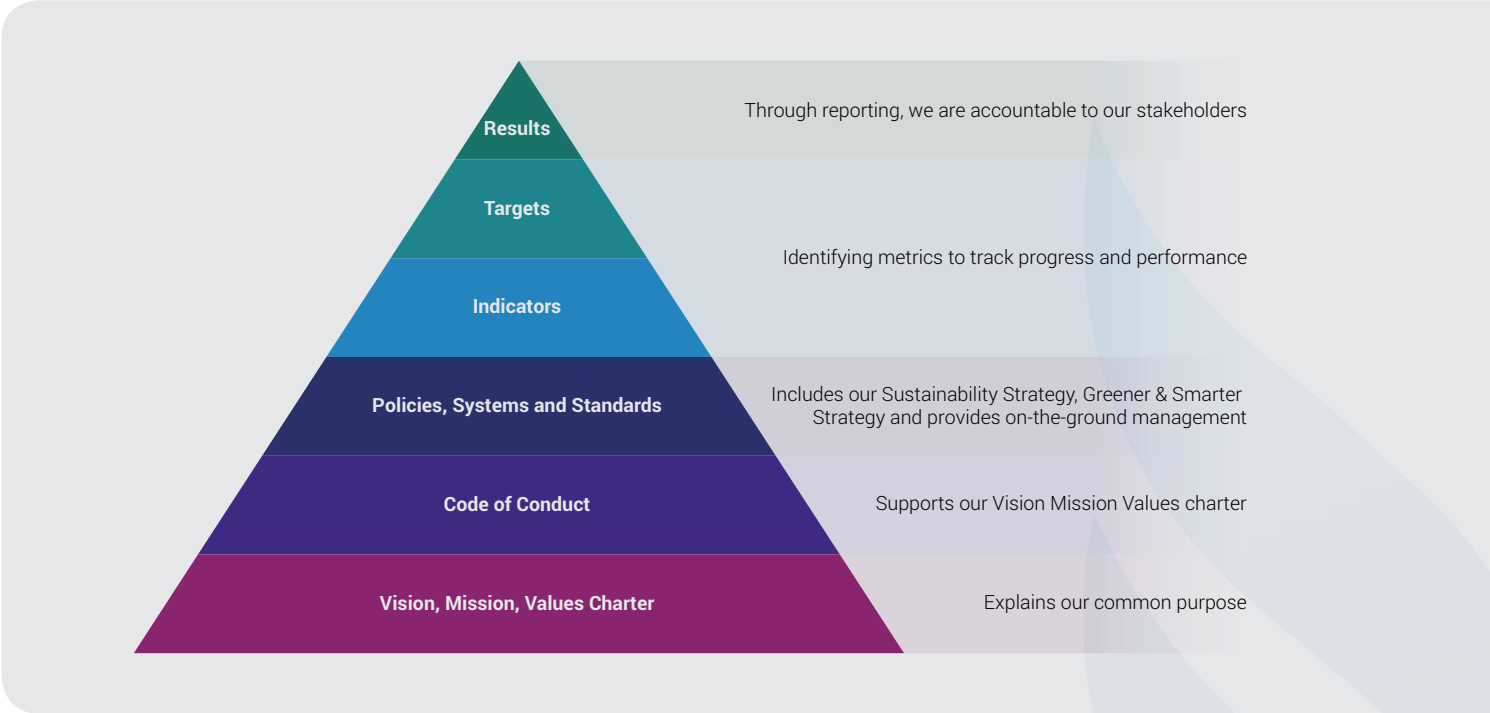 Results
Through reporting, we are accountable to our stakeholders
Targets
Identifying metrics to track progress and performance
Indicators
Policies, Systems and Standards
Includes our Sustainability Strategy, Greener & Smarter
Strategy and provides on-the-ground management
Code of Conduct
Supports our Vision Mission Values charter
Vision, Mission, Values Charter
Explains our common purpose